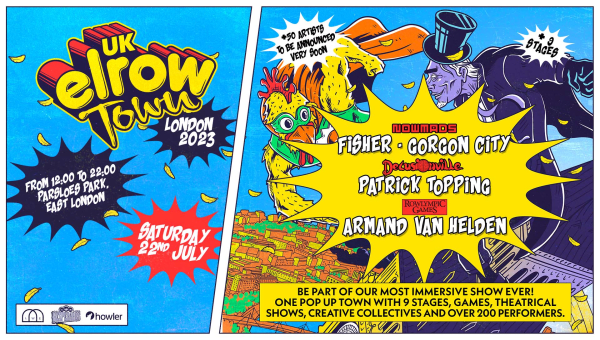 UK
elrow
Town
LONDON
2023
FROM 12:00 TO 22:00
PARSLOES PARK,
EAST LONDON
SATURDAY
22ND JULY
howler
+50 ARTISTS
TO BE ANNOUNCED
VERY SOON
+ 9
STAGES
NOWMADS
FISHER · GORGON CITY
PATRICK TOPPING
ROWLYMPIC
GAMES
ARMAND VAN HELDEN
BE PART OF OUR MOST IMMERSIVE SHOW EVER!
ONE POP UP TOWN WITH 9 STAGES, GAMES, THEATRICAL
SHOWS, CREATIVE COLLECTIVES AND OVER 200 PERFORMERS.